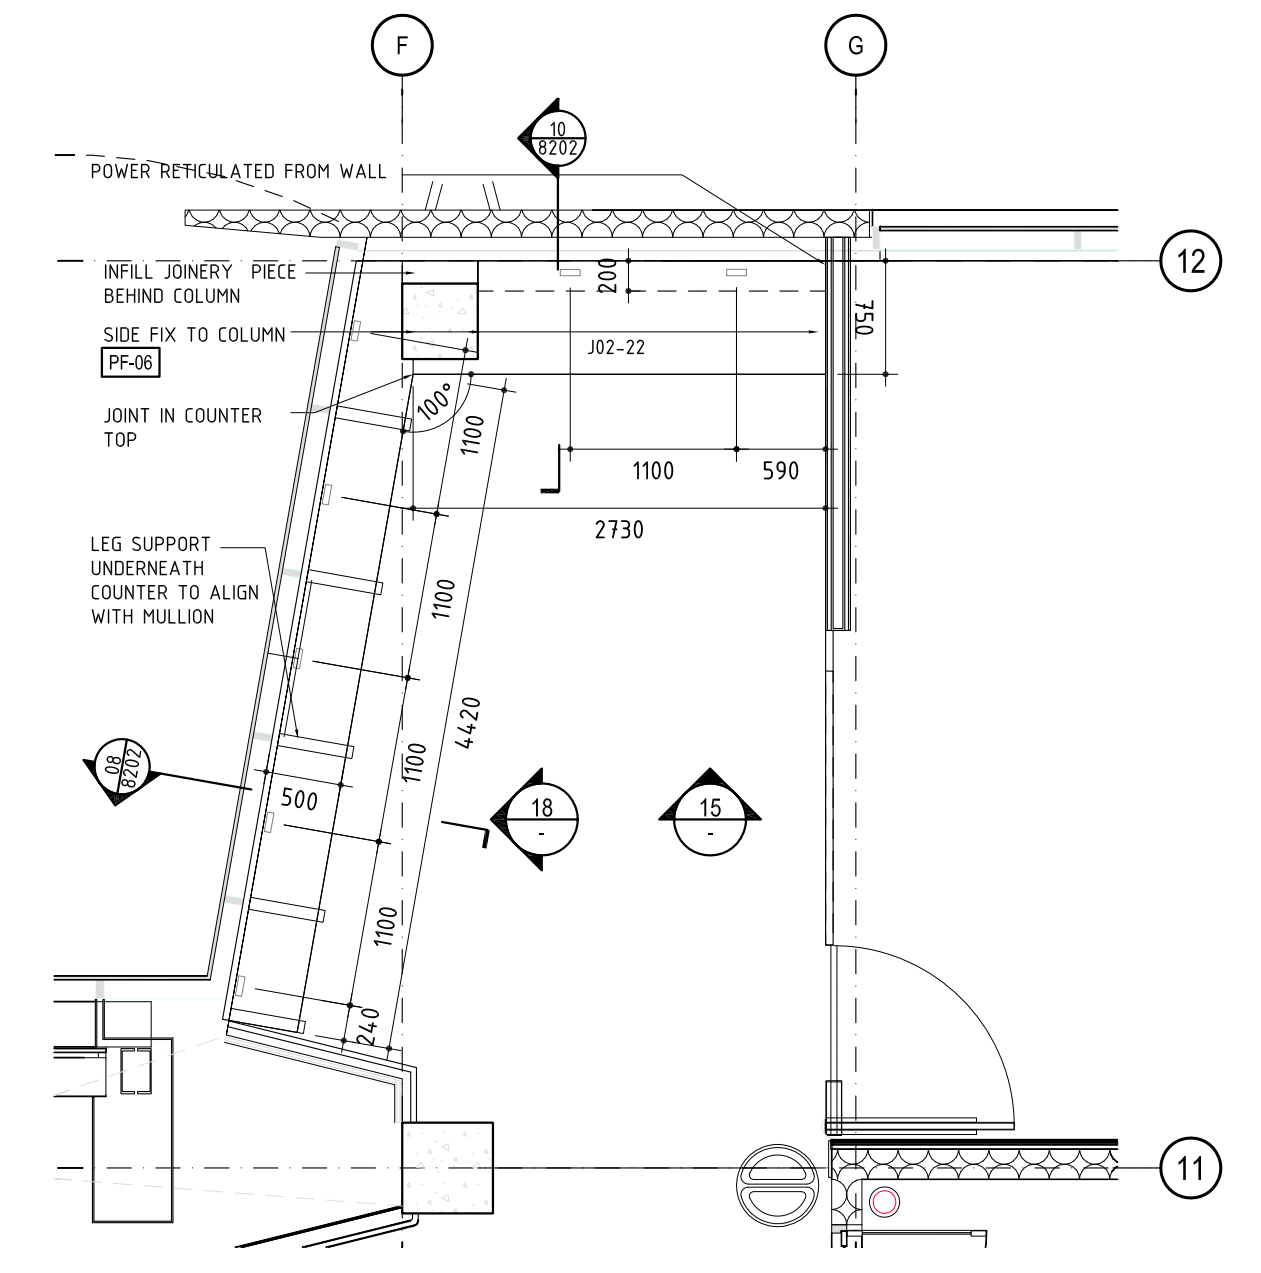 F
G
10
8202
POWER RETICULATED FROM WALL
12
INFILL JOINERY PIECE
BEHIND COLUMN
200
SIDE FIX TO COLUMN
PF-06
J02-22
750
JOINT IN COUNTER
TOP
100°
1100
1100
590
2730
LEG SUPPORT
UNDERNEATH
COUNTER TO ALIGN
WITH MULLION
1100
4420
08
8202
1100
500
18
-
15
-
1100
240
11